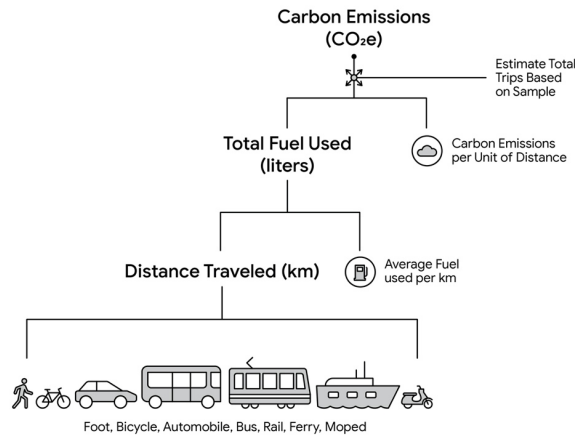 Carbon Emissions
(CO₂e)
Estimate Total
Trips Based
on Sample
Total Fuel Used
(liters)
Carbon Emissions
per Unit of Distance
Distance Traveled (km)
Average Fuel
used per km
Foot, Bicycle, Automobile, Bus, Rail, Ferry, Moped